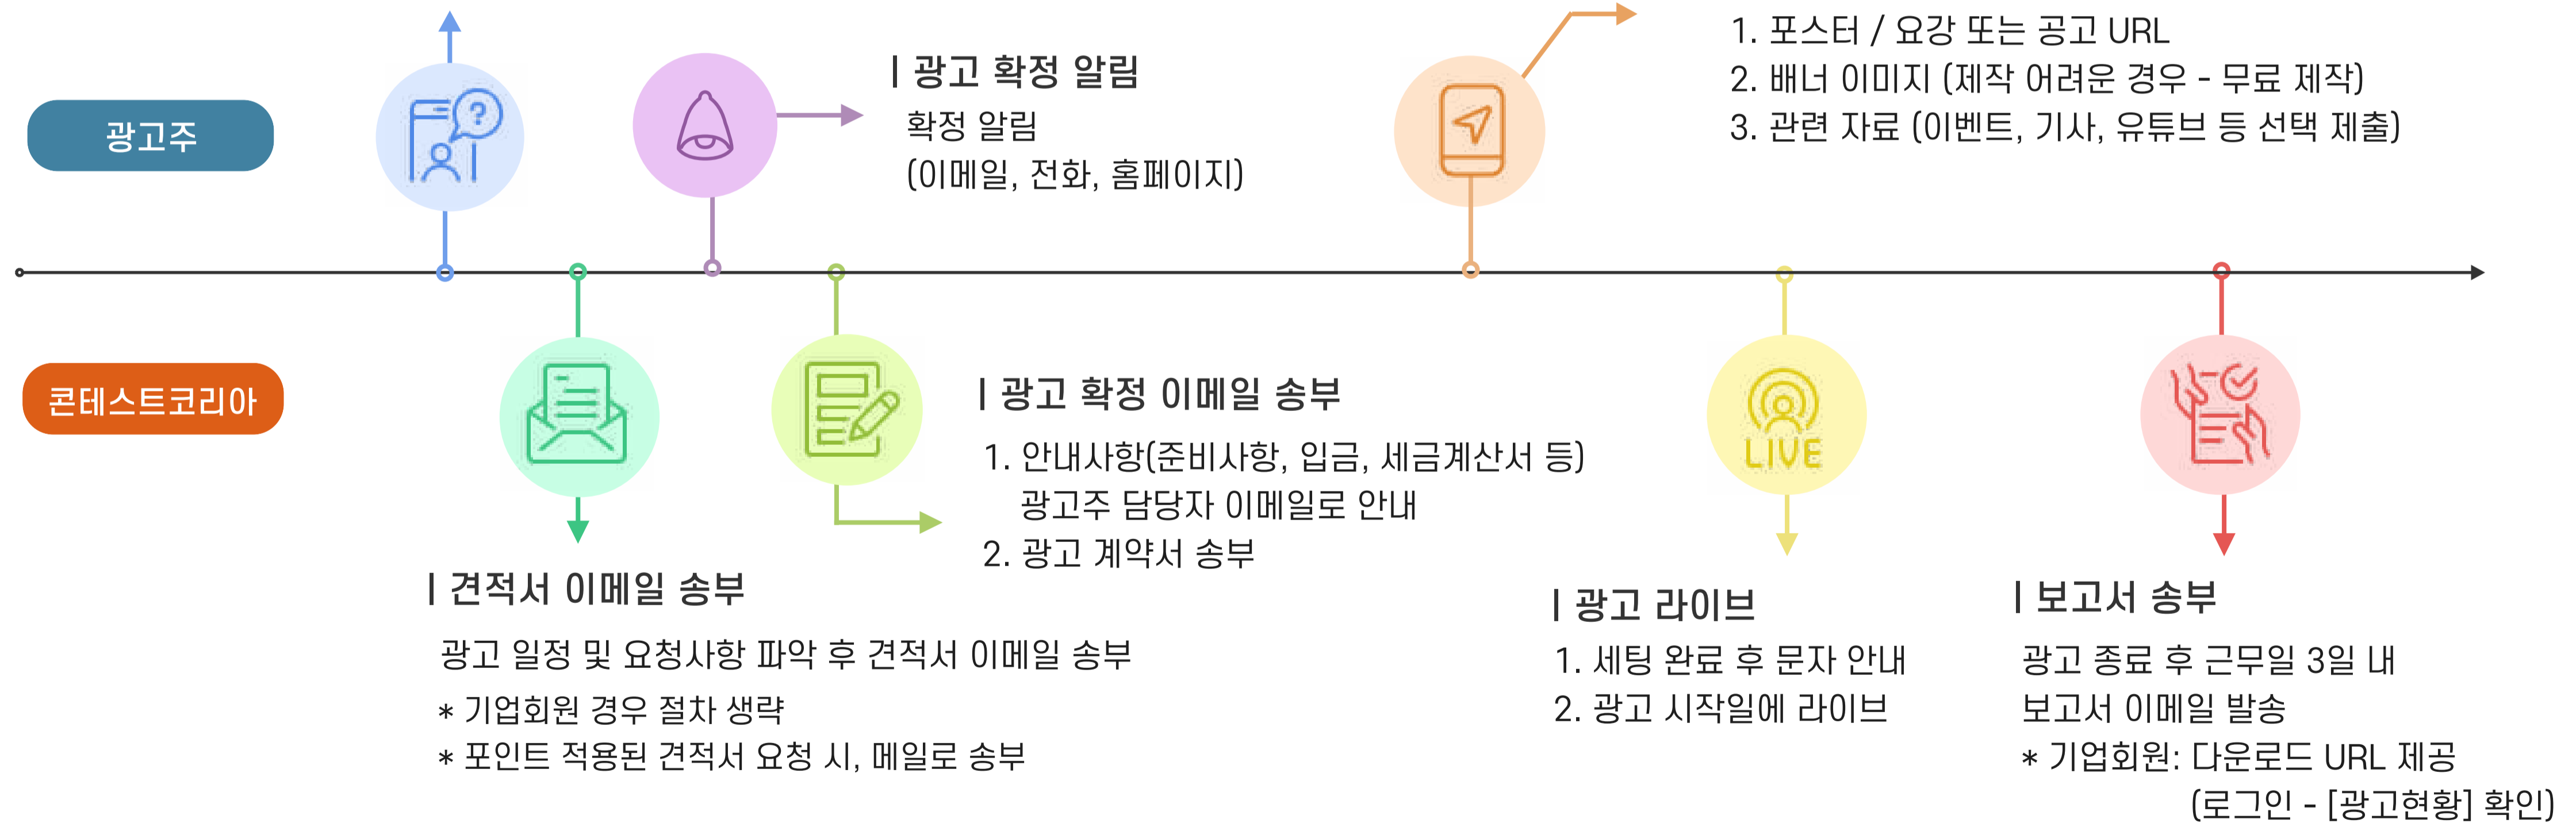 광고주
| 광고 확정 알림
확정 알림
(이메일, 전화, 홈페이지)
1. 포스터 / 요강 또는 공고 URL
2. 배너 이미지 (제작 어려운 경우 - 무료 제작)
3. 관련 자료 (이벤트, 기사, 유튜브 등 선택 제출)
콘테스트코리아
| 견적서 이메일 송부
광고 일정 및 요청사항 파악 후 견적서 이메일 송부
* 기업회원 경우 절차 생략
* 포인트 적용된 견적서 요청 시, 메일로 송부
| 광고 확정 이메일 송부
1. 안내사항(준비사항, 입금, 세금계산서 등)
광고주 담당자 이메일로 안내
2. 광고 계약서 송부
LIVE
| 광고 라이브
1. 세팅 완료 후 문자 안내
2. 광고 시작일에 라이브
| 보고서 송부
광고 종료 후 근무일 3일 내
보고서 이메일 발송
* 기업회원: 다운로드 URL 제공
(로그인 - [광고현황] 확인)